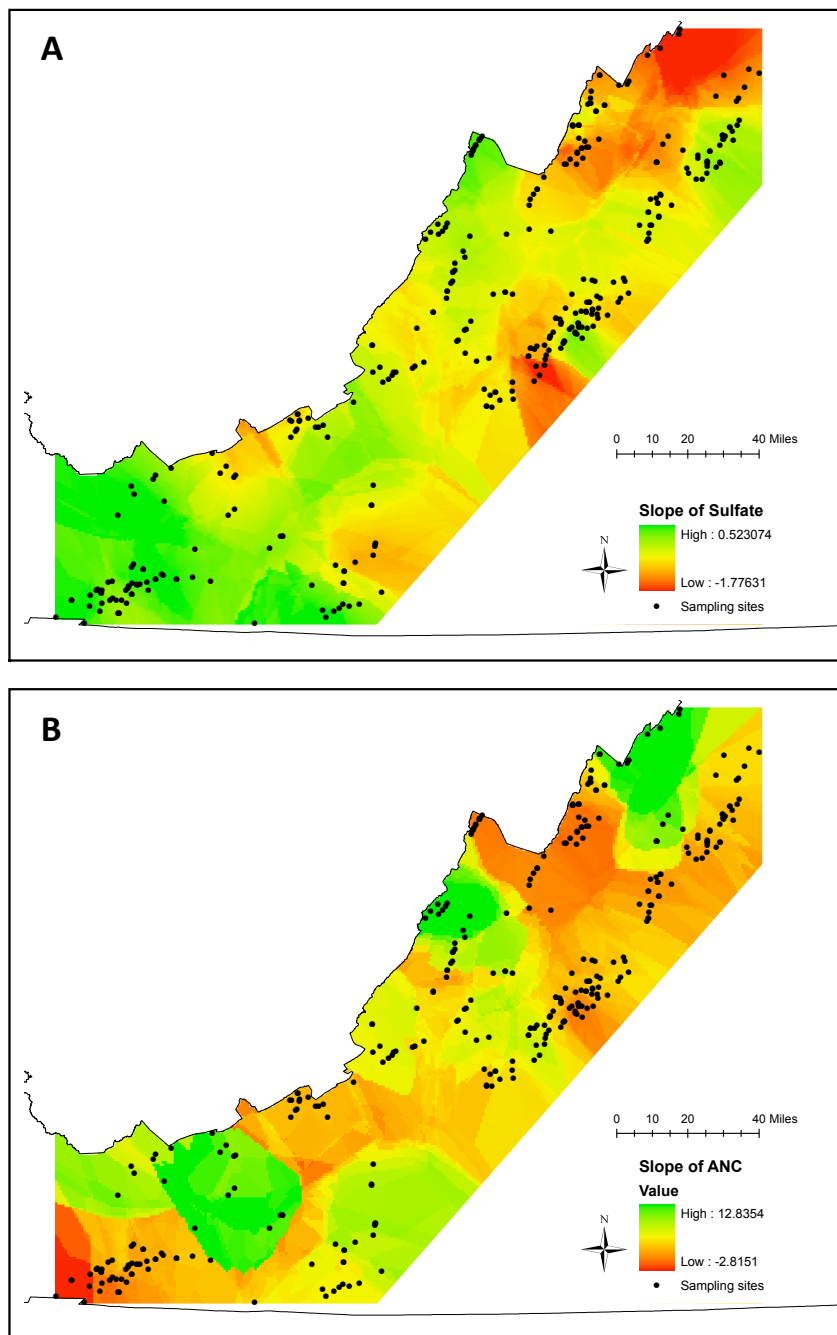 A
0 10 20 40 Miles
Slope of Sulfate
N
High : 0.523074
Low : -1.77631
Sampling sites
B
0 10 20 40 Miles
Slope of ANC
Value
N
High : 12.8354
Low : -2.8151
Sampling sites